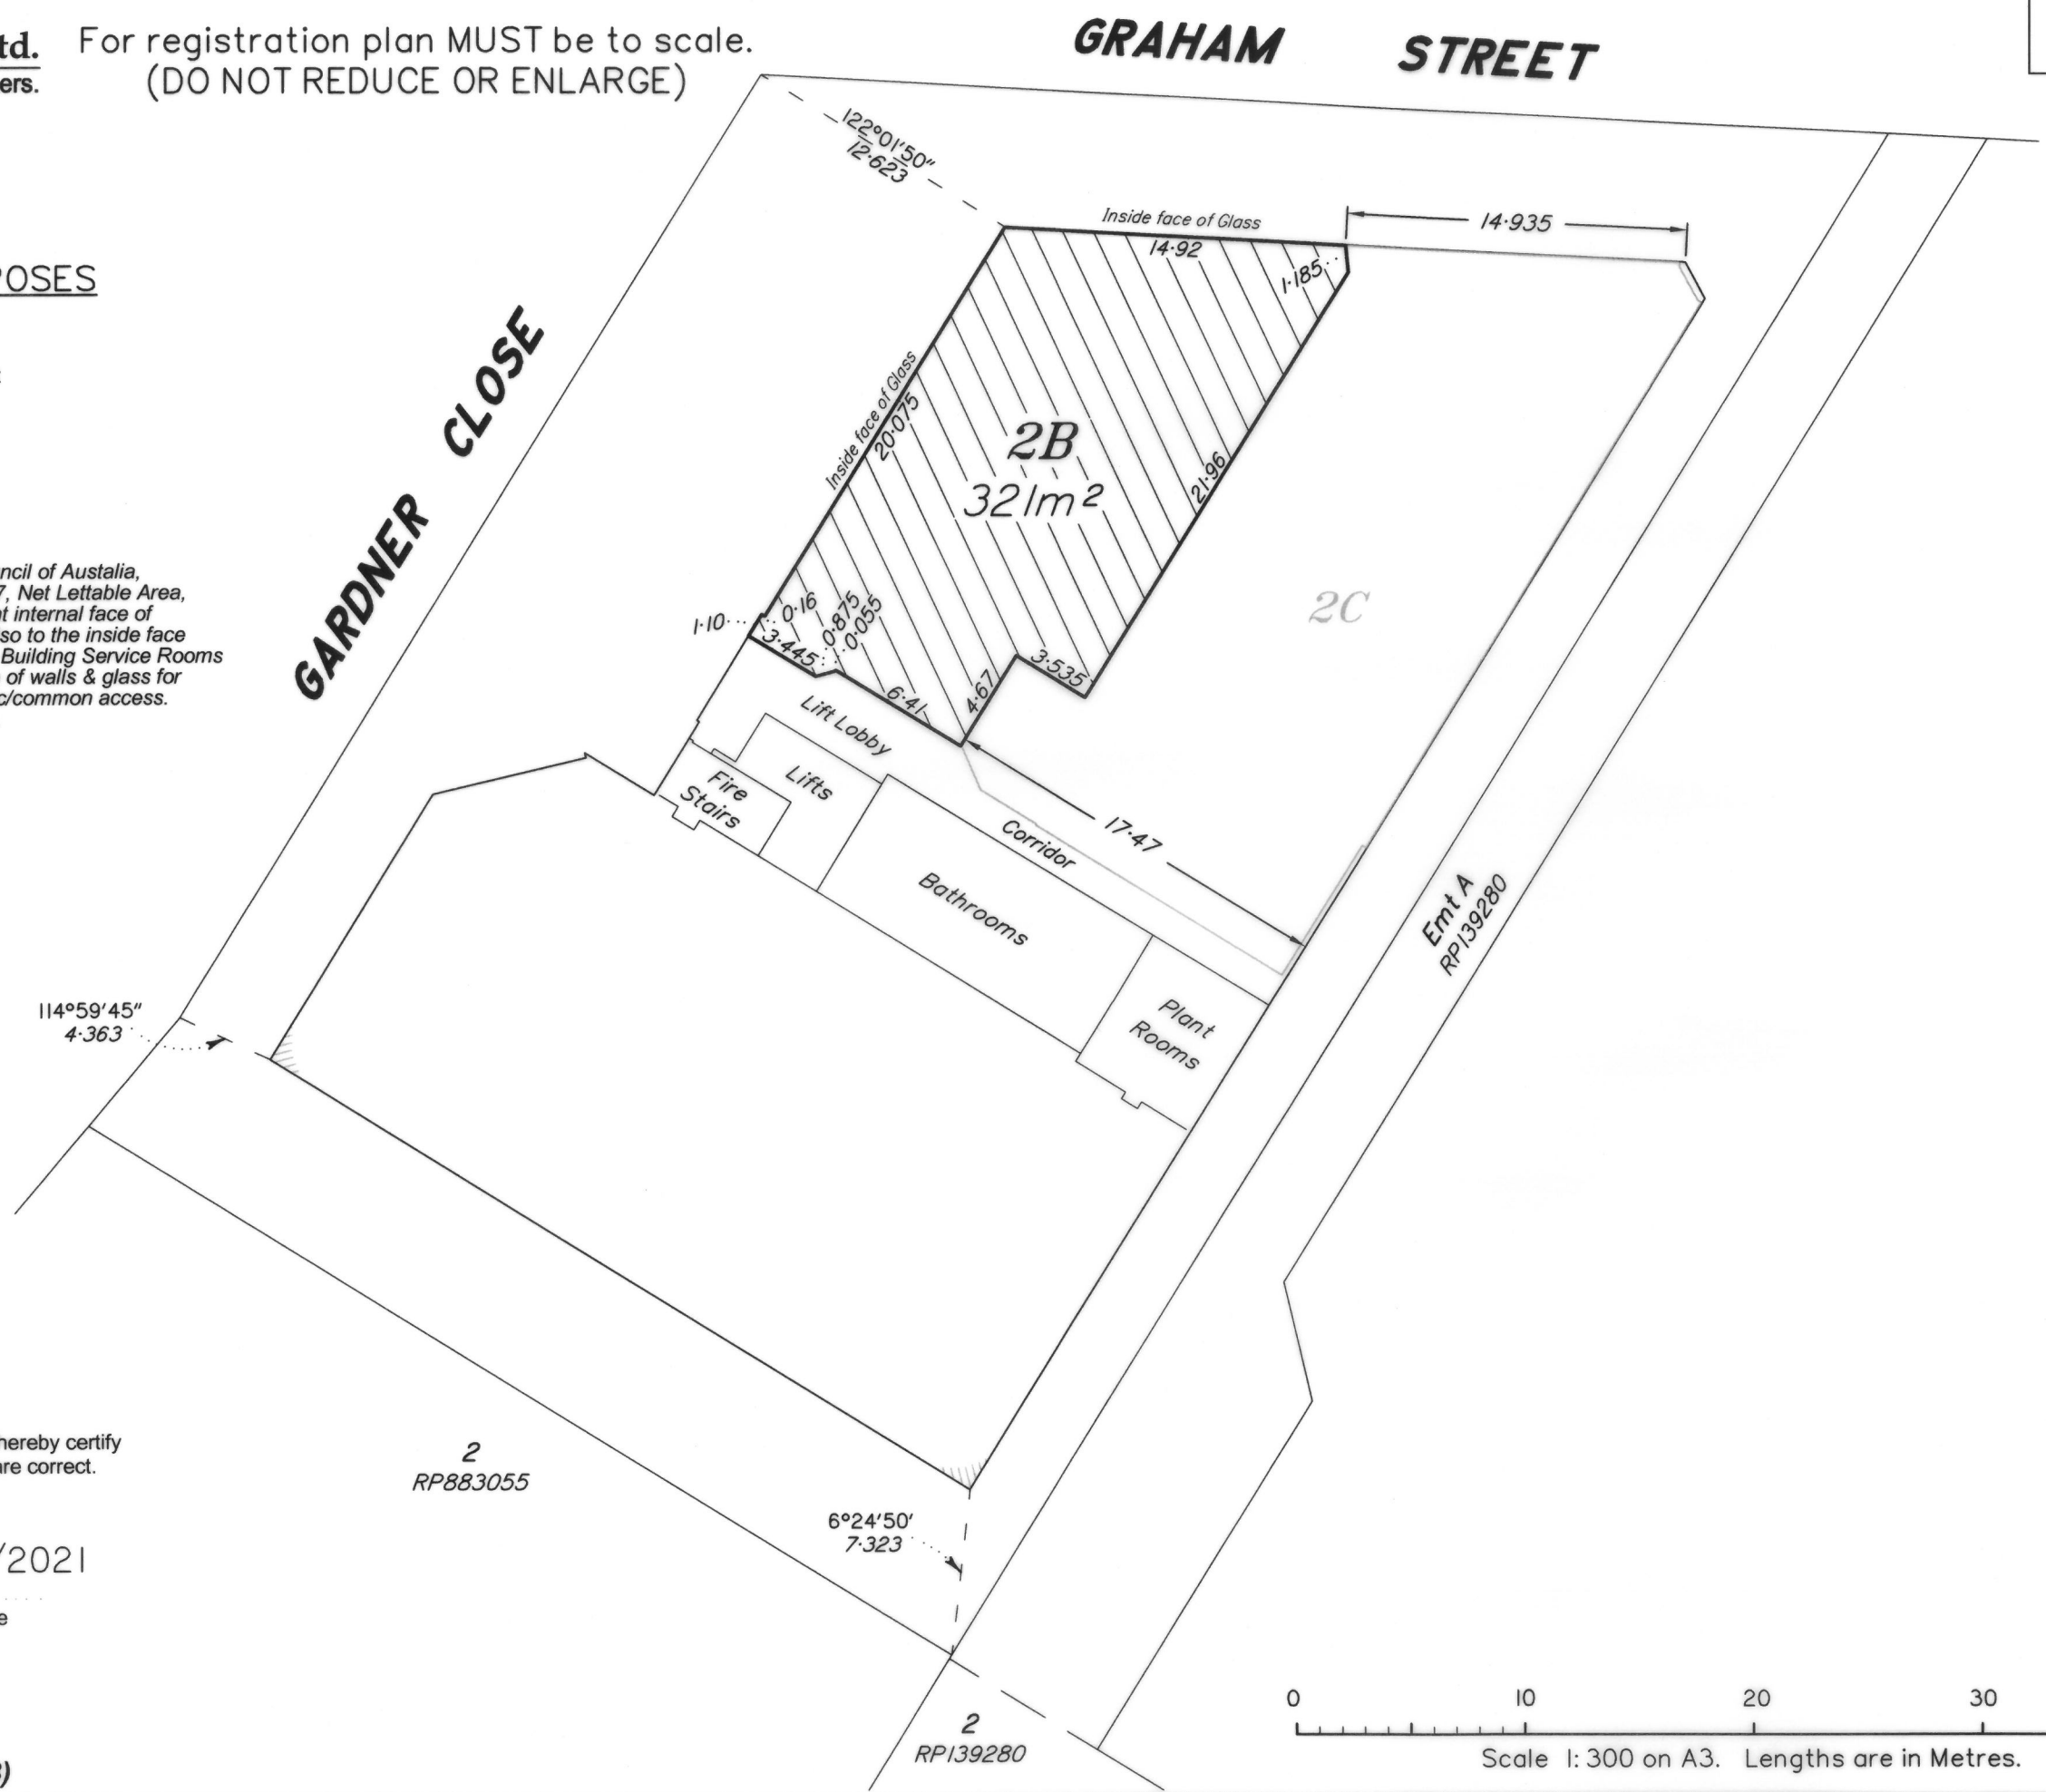 td. For registration plan MUST be to scale.
ers. (DO NOT REDUCE OR ENLARGE)
GRAHAM STREET
122°01'50"
12·623
Inside face of Glass
14·92
14·935
1·185
POSES
GARDNER CLOSE
Inside face of Glass
20·075
2B
321m²
21·96
2C
ncil of Austalia,
7, Net Lettable Area,
t internal face of
so to the inside face
Building Service Rooms
of walls & glass for
c/common access.
1·10
0·16
0·875
0·055
3·445
6·41
4·67
3·535
Lift Lobby
Lifts
Fire
Stairs
Corridor
17·47
Bathrooms
Plant
Rooms
Emt A
RP139280
114°59'45"
4·363
hereby certify
are correct.
2
RP883055
/2021
e
6°24'50'
7·323
2
RP139280
0 10 20 30
Scale 1: 300 on A3. Lengths are in Metres.
)